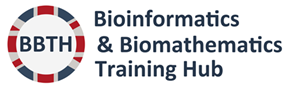 BBTH
Bioinformatics
& Biomathematics
Training Hub